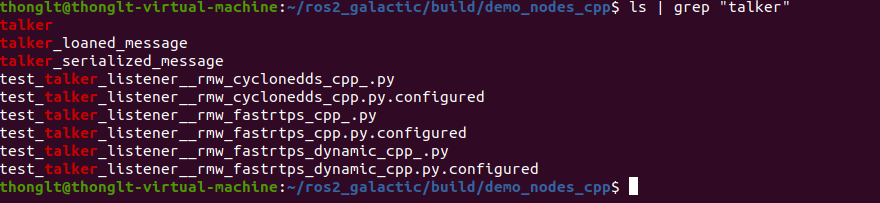 thonglt@thonglt-virtual-machine:~/ros2_galactic/build/demo_nodes_cpp$ ls | grep "talker"
talker
talker_loaned_message
talker_serialized_message
test_talker_listener__rmw_cyclonedds_cpp_.py
test_talker_listener__rmw_cyclonedds_cpp.py.configured
test_talker_listener__rmw_fastrtps_cpp_.py
test_talker_listener__rmw_fastrtps_cpp.py.configured
test_talker_listener__rmw_fastrtps_dynamic_cpp_.py
test_talker_listener__rmw_fastrtps_dynamic_cpp.py.configured
thonglt@thonglt-virtual-machine:~/ros2_galactic/build/demo_nodes_cpp$